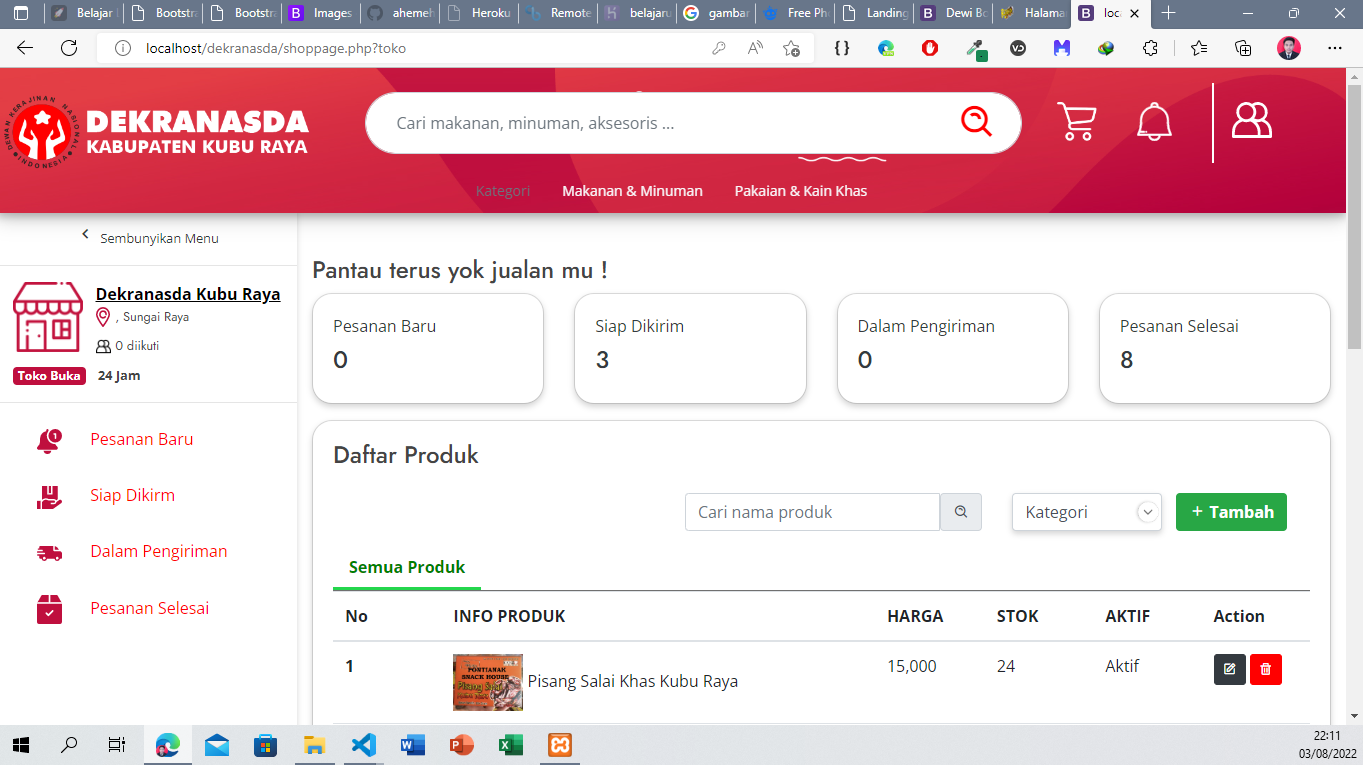 Belajar
Bootstra
Bootstra
Images
ahemeh
Heroku
Remote
belajaru
gambar
Free Ph
Landing
Dewi Bo
Halama
loc
localhost/dekranasda/shoppage.php?toko
DEWAN KERAJINAN NASIONAL
INDONESIA
DEKRANASDA
KABUPATEN KUBU RAYA
Cari makanan, minuman, aksesoris ...
Kategori Makanan & Minuman Pakaian & Kain Khas
Sembunyikan Menu
Dekranasda Kubu Raya
, Sungai Raya
0 diikuti
Toko Buka 24 Jam
Pesanan Baru
Siap Dikirm
Dalam Pengiriman
Pesanan Selesai
Pantau terus yok jualan mu !
Pesanan Baru
0
Siap Dikirim
3
Dalam Pengiriman
0
Pesanan Selesai
8
Daftar Produk
Cari nama produk
Kategori
+ Tambah
Semua Produk
No INFO PRODUK HARGA STOK AKTIF Action
1 Pisang Salai Khas Kubu Raya 15,000 24 Aktif
PONTIANAK
SNACK HOUSE
Pisang Salai
22:11
03/08/2022